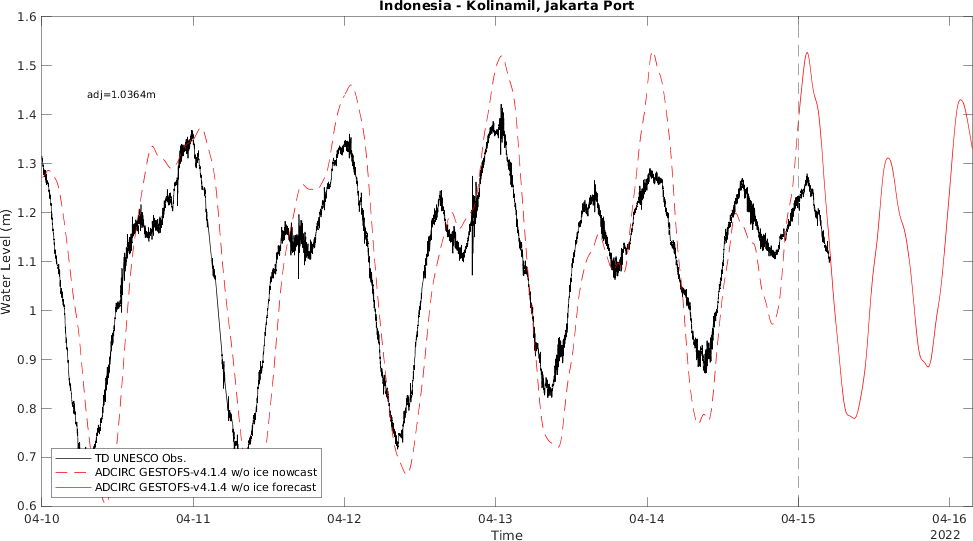 Indonesia - Kolinamil, Jakarta Port
1.6
1.5
1.4
1.3
1.2
1.1
1
0.9
0.8
0.7
0.6
Water Level (m)
adj=1.0364m
TD UNESCO Obs.
ADCIRC GESTOFS-v4.1.4 w/o ice nowcast
ADCIRC GESTOFS-v4.1.4 w/o ice forecast
04-10 04-11 04-12 04-13 04-14 04-15 04-16
Time
2022